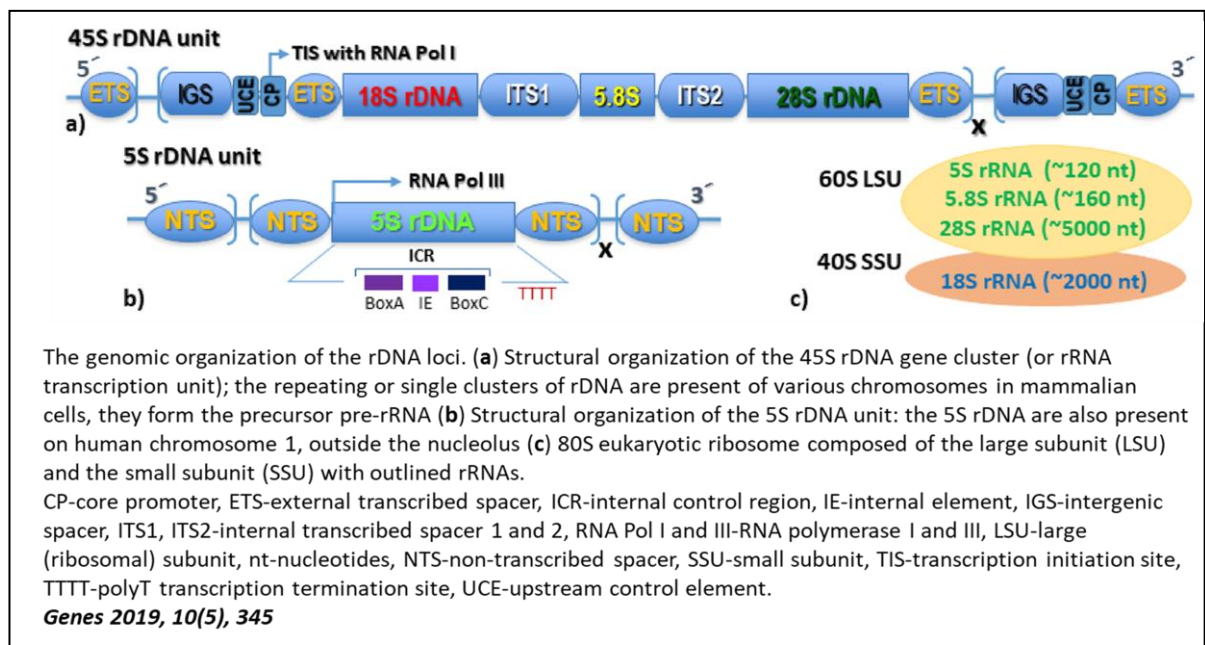 45S rDNA unit
5´ TIS with RNA Pol I 3´
ETS IGS UCE CP ETS 18S rDNA ITS1 5.8S ITS2 28S rDNA ETS IGS UCE CP ETS
a) x
5S rDNA unit
5´ RNA Pol III 3´
NTS NTS 5S rDNA NTS NTS
x
ICR
BoxA IE BoxC TTTT
b)
60S LSU
5S rRNA (~120 nt)
5.8S rRNA (~160 nt)
28S rRNA (~5000 nt)
40S SSU
18S rRNA (~2000 nt)
c)
The genomic organization of the rDNA loci. (a) Structural organization of the 45S rDNA gene cluster (or rRNA
transcription unit); the repeating or single clusters of rDNA are present of various chromosomes in mammalian
cells, they form the precursor pre-rRNA (b) Structural organization of the 5S rDNA unit: the 5S rDNA are also present
on human chromosome 1, outside the nucleolus (c) 80S eukaryotic ribosome composed of the large subunit (LSU)
and the small subunit (SSU) with outlined rRNAs.
CP-core promoter, ETS-external transcribed spacer, ICR-internal control region, IE-internal element, IGS-intergenic
spacer, ITS1, ITS2-internal transcribed spacer 1 and 2, RNA Pol I and III-RNA polymerase I and III, LSU-large
(ribosomal) subunit, nt-nucleotides, NTS-non-transcribed spacer, SSU-small subunit, TIS-transcription initiation site,
TTTT-polyT transcription termination site, UCE-upstream control element.
Genes 2019, 10(5), 345